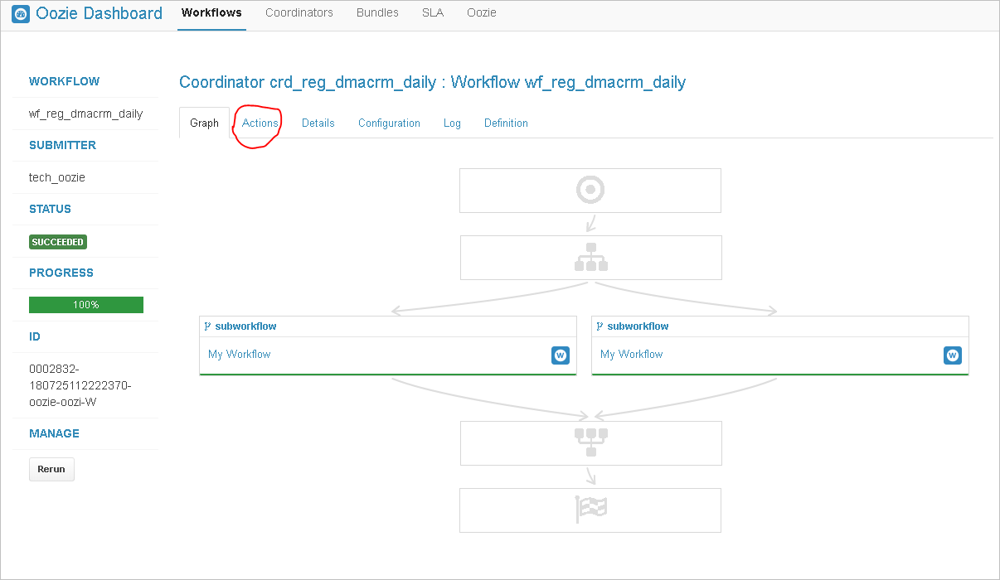 Oozie Dashboard Workflows Coordinators Bundles SLA Oozie
WORKFLOW
wf_reg_dmacrm_daily
SUBMITTER
tech_oozie
STATUS
SUCCEEDED
PROGRESS
100%
ID
0002832-
180725112222370-
oozie-oozi-W
MANAGE
Rerun
Coordinator crd_reg_dmacrm_daily : Workflow wf_reg_dmacrm_daily
Graph Actions Details Configuration Log Definition
subworkflow
My Workflow W
subworkflow
My Workflow W